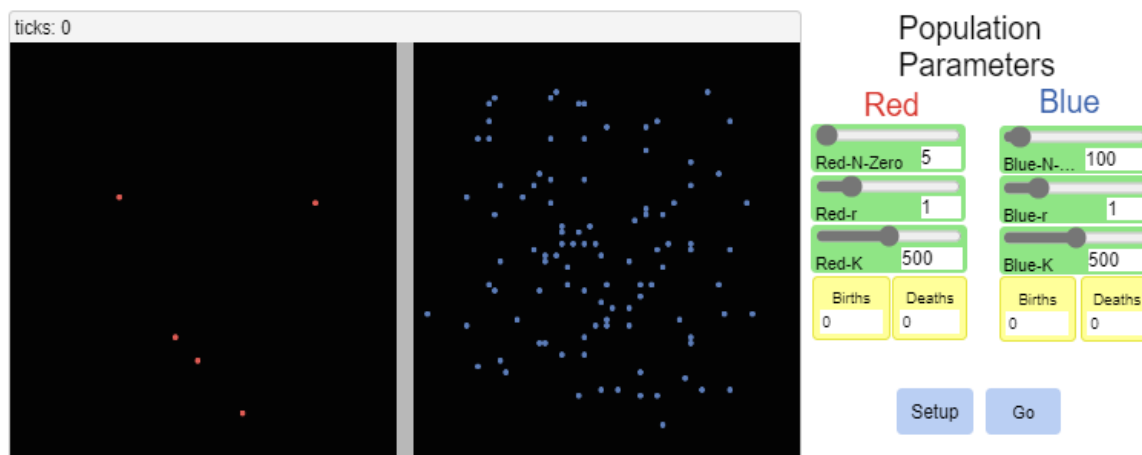 ticks: 0
Population
Parameters
Red Blue
Red-N-Zero 5 Blue-N-... 100
Red-r 1 Blue-r 1
Red-K 500 Blue-K 500
Births Deaths Births Deaths
0 0 0 0
Setup Go